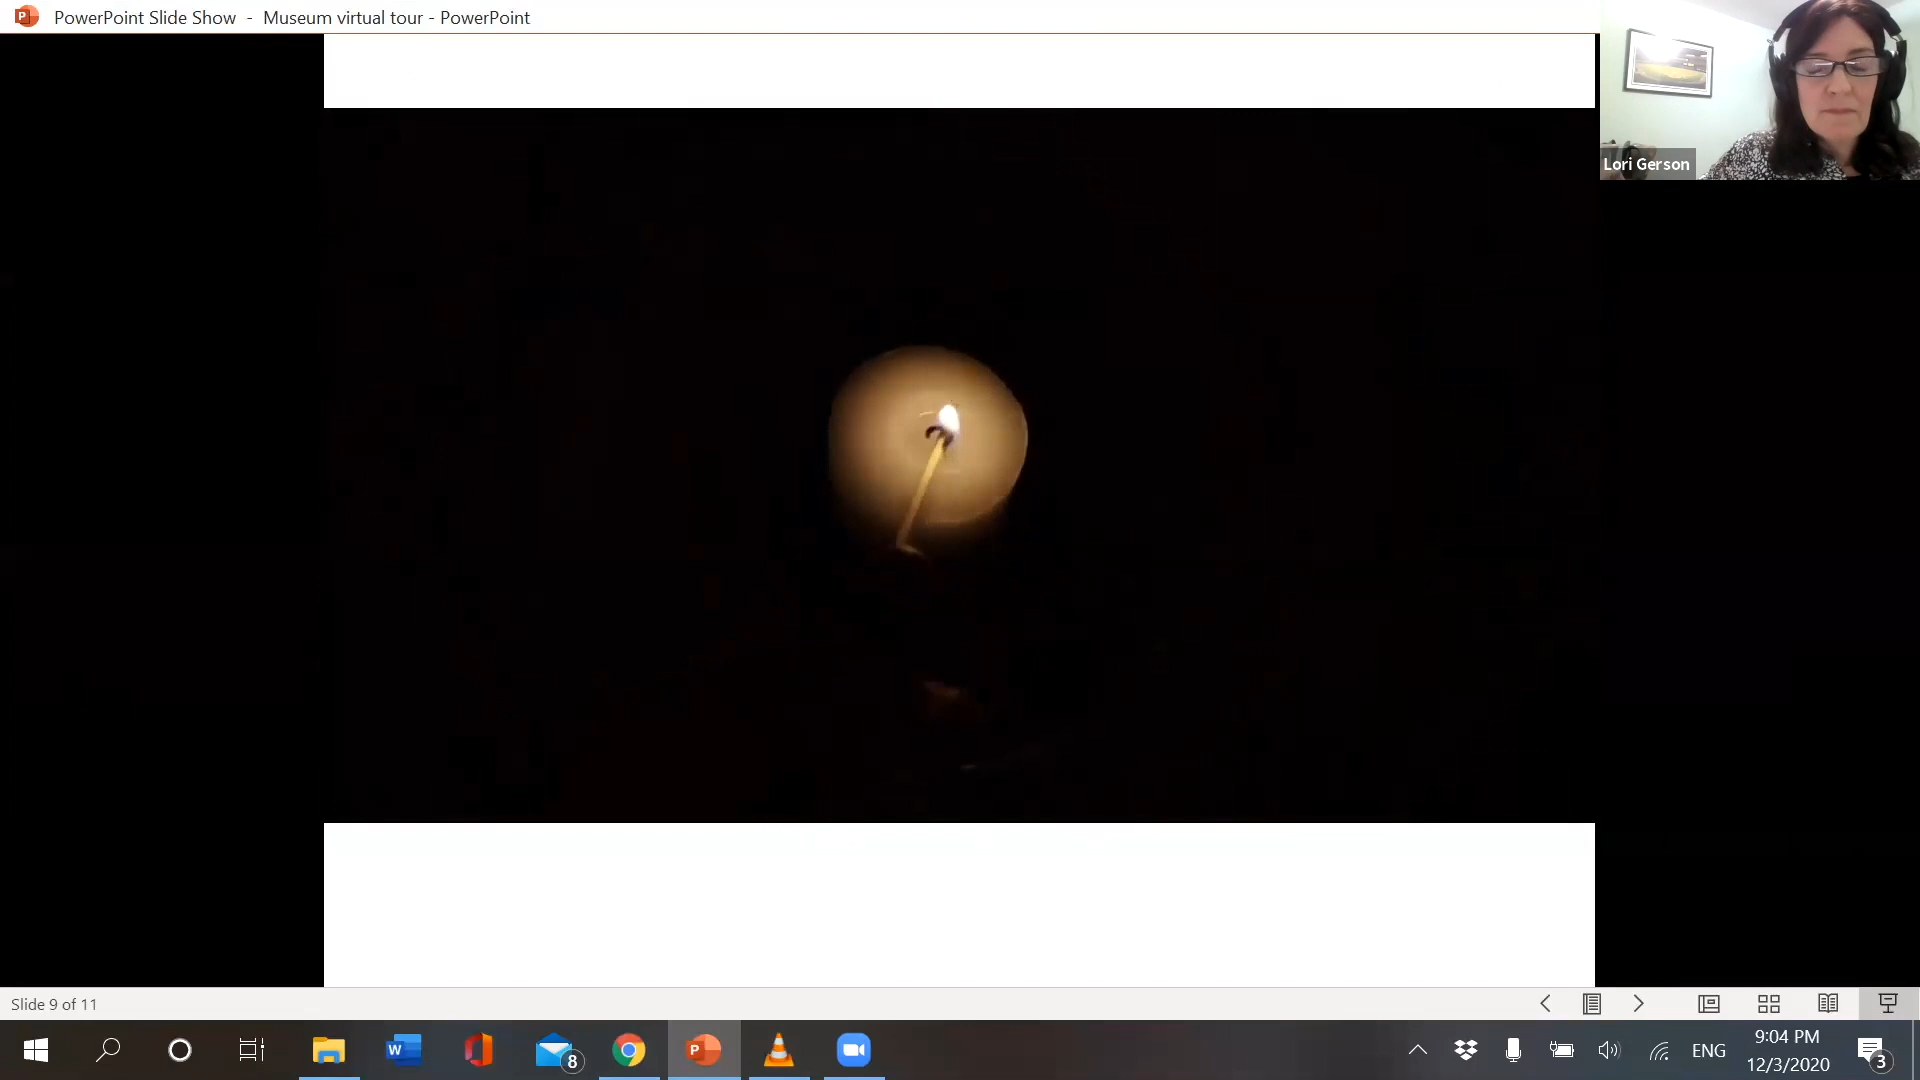 PowerPoint Slide Show - Museum virtual tour - PowerPoint
Lori Gerson
Slide 9 of 11
8
ENG
9:04 PM
12/3/2020
3